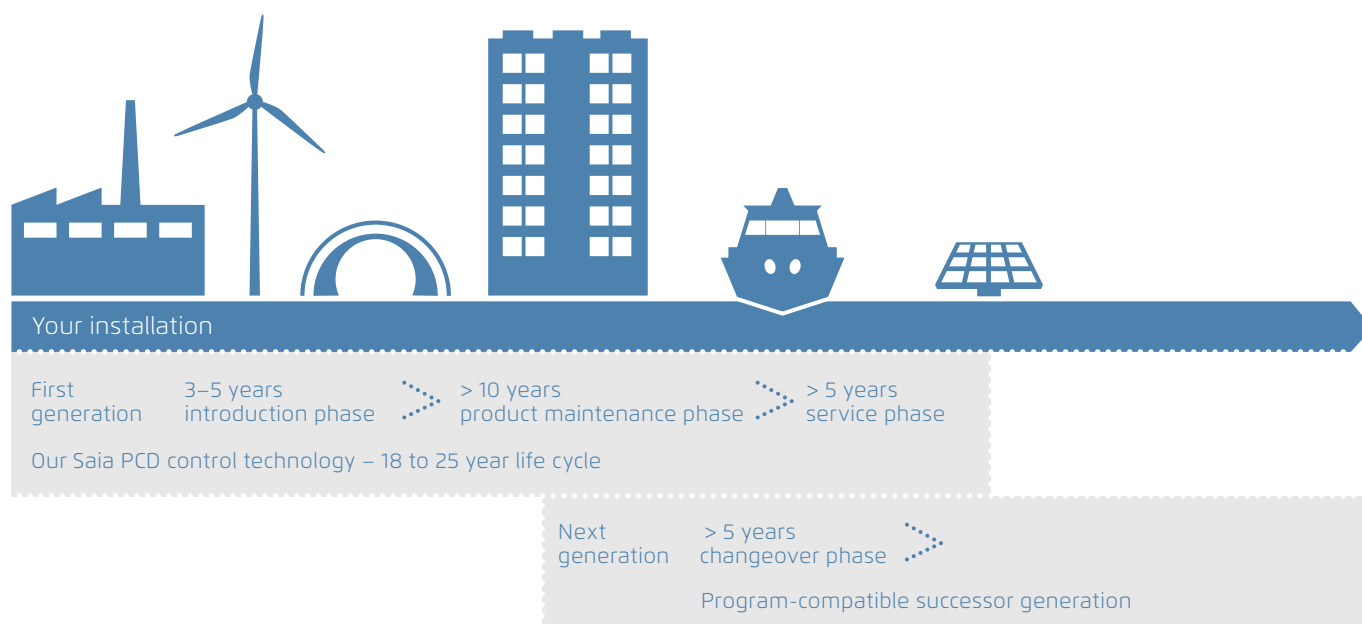 Your installation
First generation
3–5 years introduction phase
> 10 years product maintenance phase
> 5 years service phase
Our Saia PCD control technology – 18 to 25 year life cycle
Next generation
> 5 years changeover phase
Program-compatible successor generation